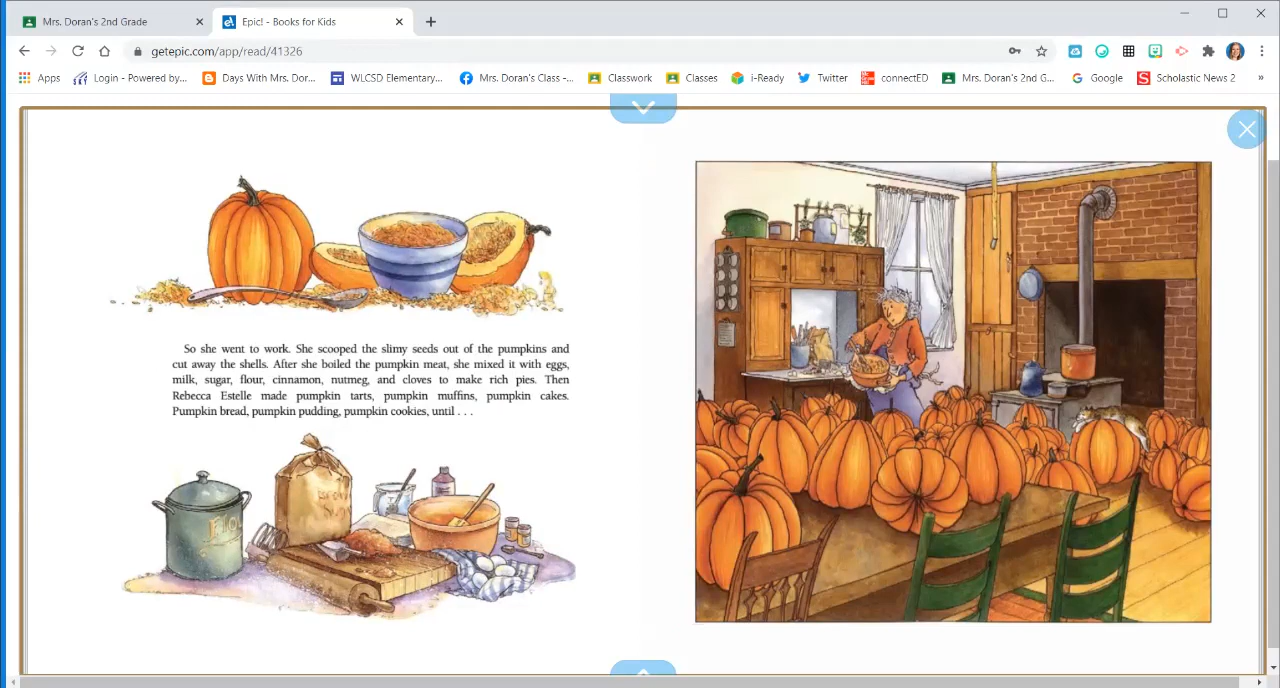 Mrs. Doran's 2nd Grade
Epic! - Books for Kids
getepic.com/app/read/41326
Apps
Login - Powered by...
Days With Mrs. Dor...
WLCSD Elementary...
Mrs. Doran's Class -...
Classwork
Classes
i-Ready
Twitter
connectED
Mrs. Doran's 2nd G...
Google
Scholastic News 2
»
So she went to work. She scooped the slimy seeds out of the pumpkins and
cut away the shells. After she boiled the pumpkin meat, she mixed it with eggs,
milk, sugar, flour, cinnamon, nutmeg, and cloves to make rich pies. Then
Rebecca Estelle made pumpkin tarts, pumpkin muffins, pumpkin cakes.
Pumpkin bread, pumpkin pudding, pumpkin cookies, until . . .